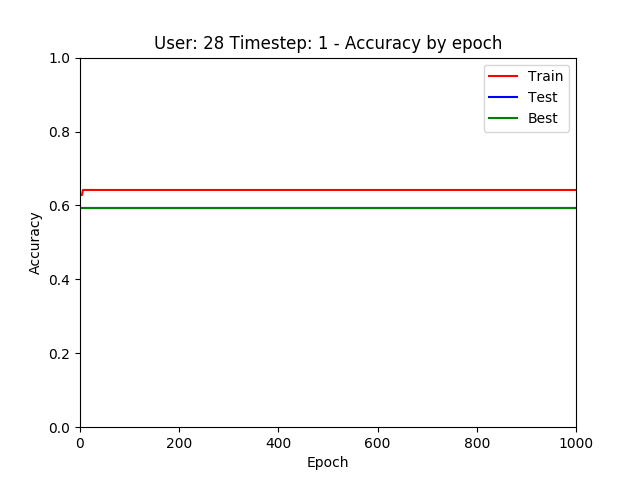 User: 28 Timestep: 1 - Accuracy by epoch
1.0
Train
Test
Best
0.8
0.6
0.4
0.2
0.0
Accuracy
0 200 400 600 800 1000
Epoch